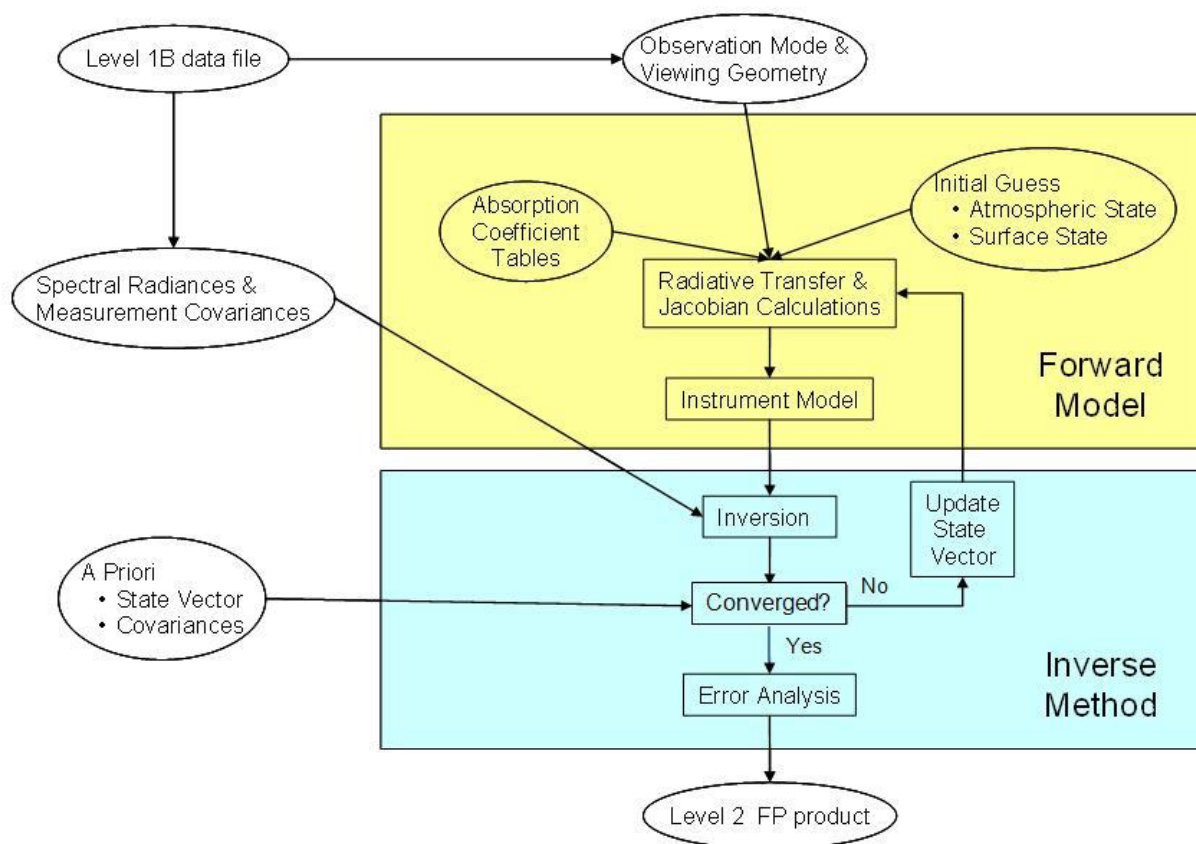 Level 1B data file
Observation Mode &
Viewing Geometry
Absorption
Coefficient
Tables
Initial Guess
• Atmospheric State
• Surface State
Spectral Radiances &
Measurement Covariances
Radiative Transfer &
Jacobian Calculations
Forward
Model
Instrument Model
Inversion
Update
State
Vector
A Priori
• State Vector
• Covariances
Converged?
No
Yes
Error Analysis
Inverse
Method
Level 2 FP product